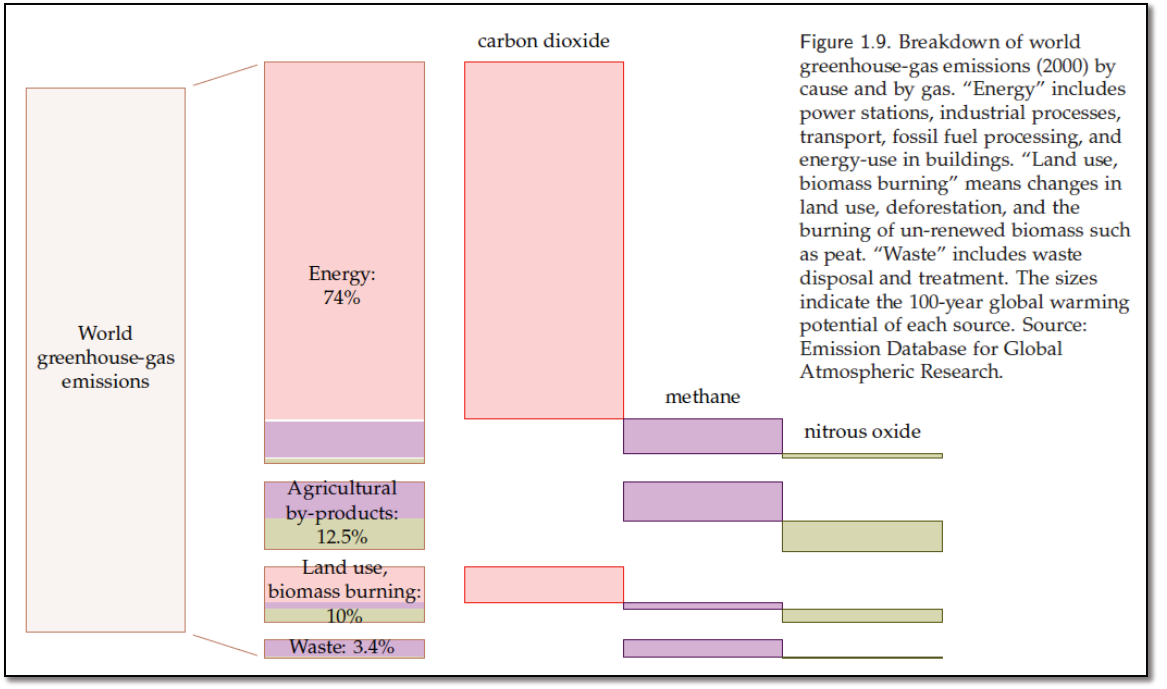 carbon dioxide
Figure 1.9. Breakdown of world
greenhouse-gas emissions (2000) by
cause and by gas. “Energy” includes
power stations, industrial processes,
transport, fossil fuel processing, and
energy-use in buildings. “Land use,
biomass burning” means changes in
land use, deforestation, and the
burning of un-renewed biomass such
as peat. “Waste” includes waste
disposal and treatment. The sizes
indicate the 100-year global warming
potential of each source. Source:
Emission Database for Global
Atmospheric Research.
World
greenhouse-gas
emissions
Energy:
74%
methane
nitrous oxide
Agricultural
by-products:
12.5%
Land use,
biomass burning:
10%
Waste: 3.4%